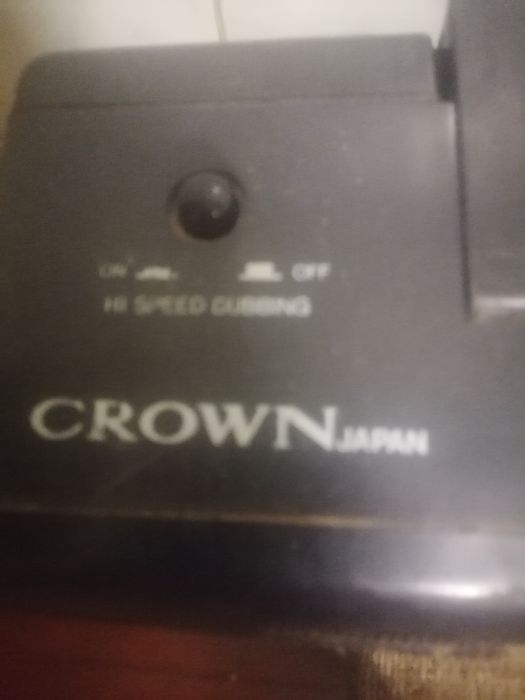 ON OFF
HI SPEED DUBBING
CROWN JAPAN